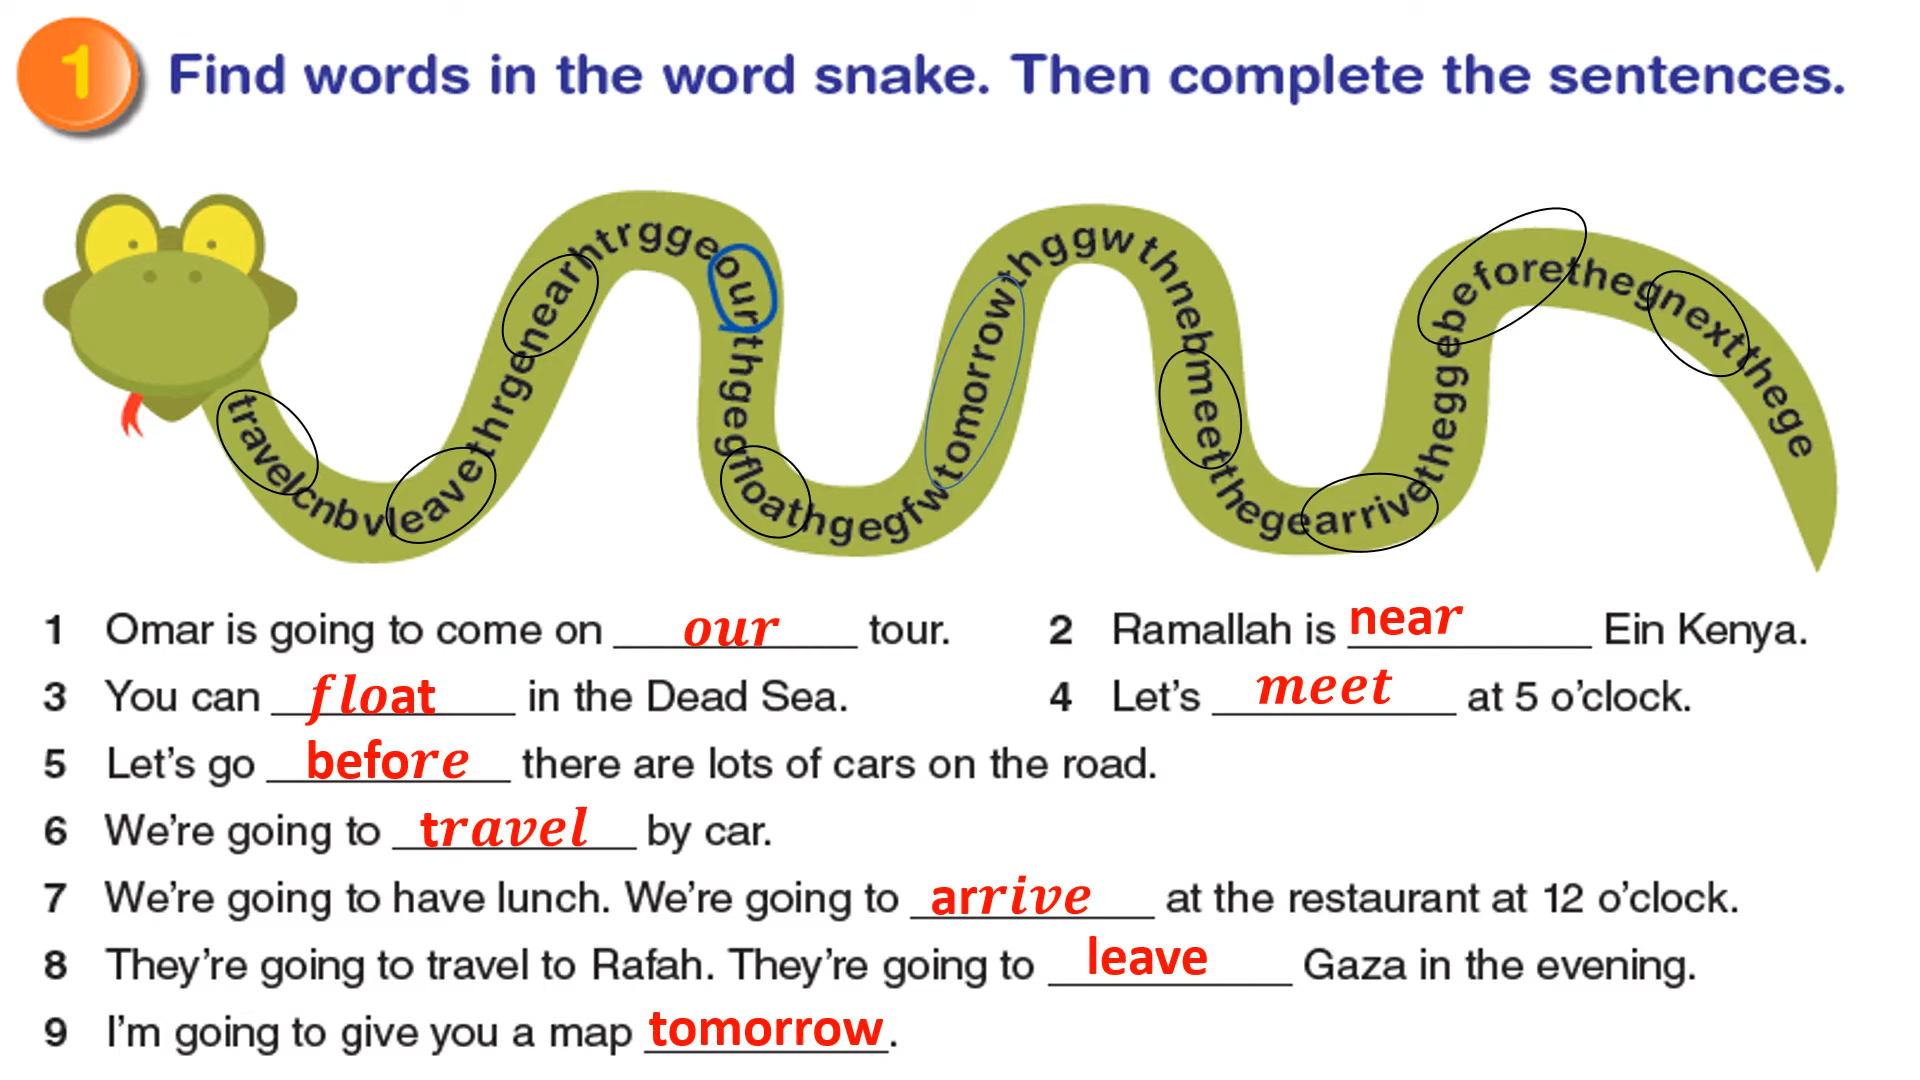 1 Find words in the word snake. Then complete the sentences.
travelcnbvleavethrgenearhtrggeourthgegfloathgegfwtomorrowthggwthnebmeetthegearrivetheggebeforethegnextthege
1 Omar is going to come on our tour.
2 Ramallah is near Ein Kenya.
3 You can float in the Dead Sea.
4 Let's meet at 5 o'clock.
5 Let's go before there are lots of cars on the road.
6 We're going to travel by car.
7 We're going to have lunch. We're going to arrive at the restaurant at 12 o'clock.
8 They're going to travel to Rafah. They're going to leave Gaza in the evening.
9 I'm going to give you a map tomorrow.